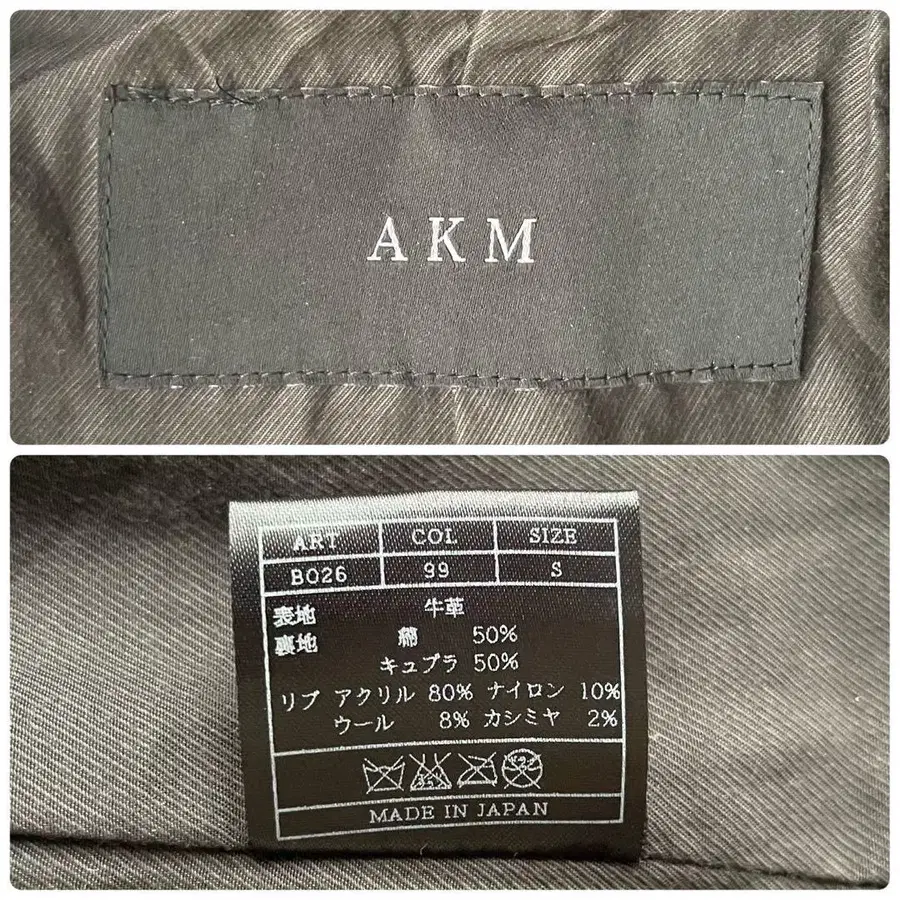 AKM
ART COL SIZE
B026 99 S
表地 牛革
裏地 綿 50%
キュプラ 50%
リブ アクリル 80% ナイロン 10%
ウール 8% カシミヤ 2%
MADE IN JAPAN